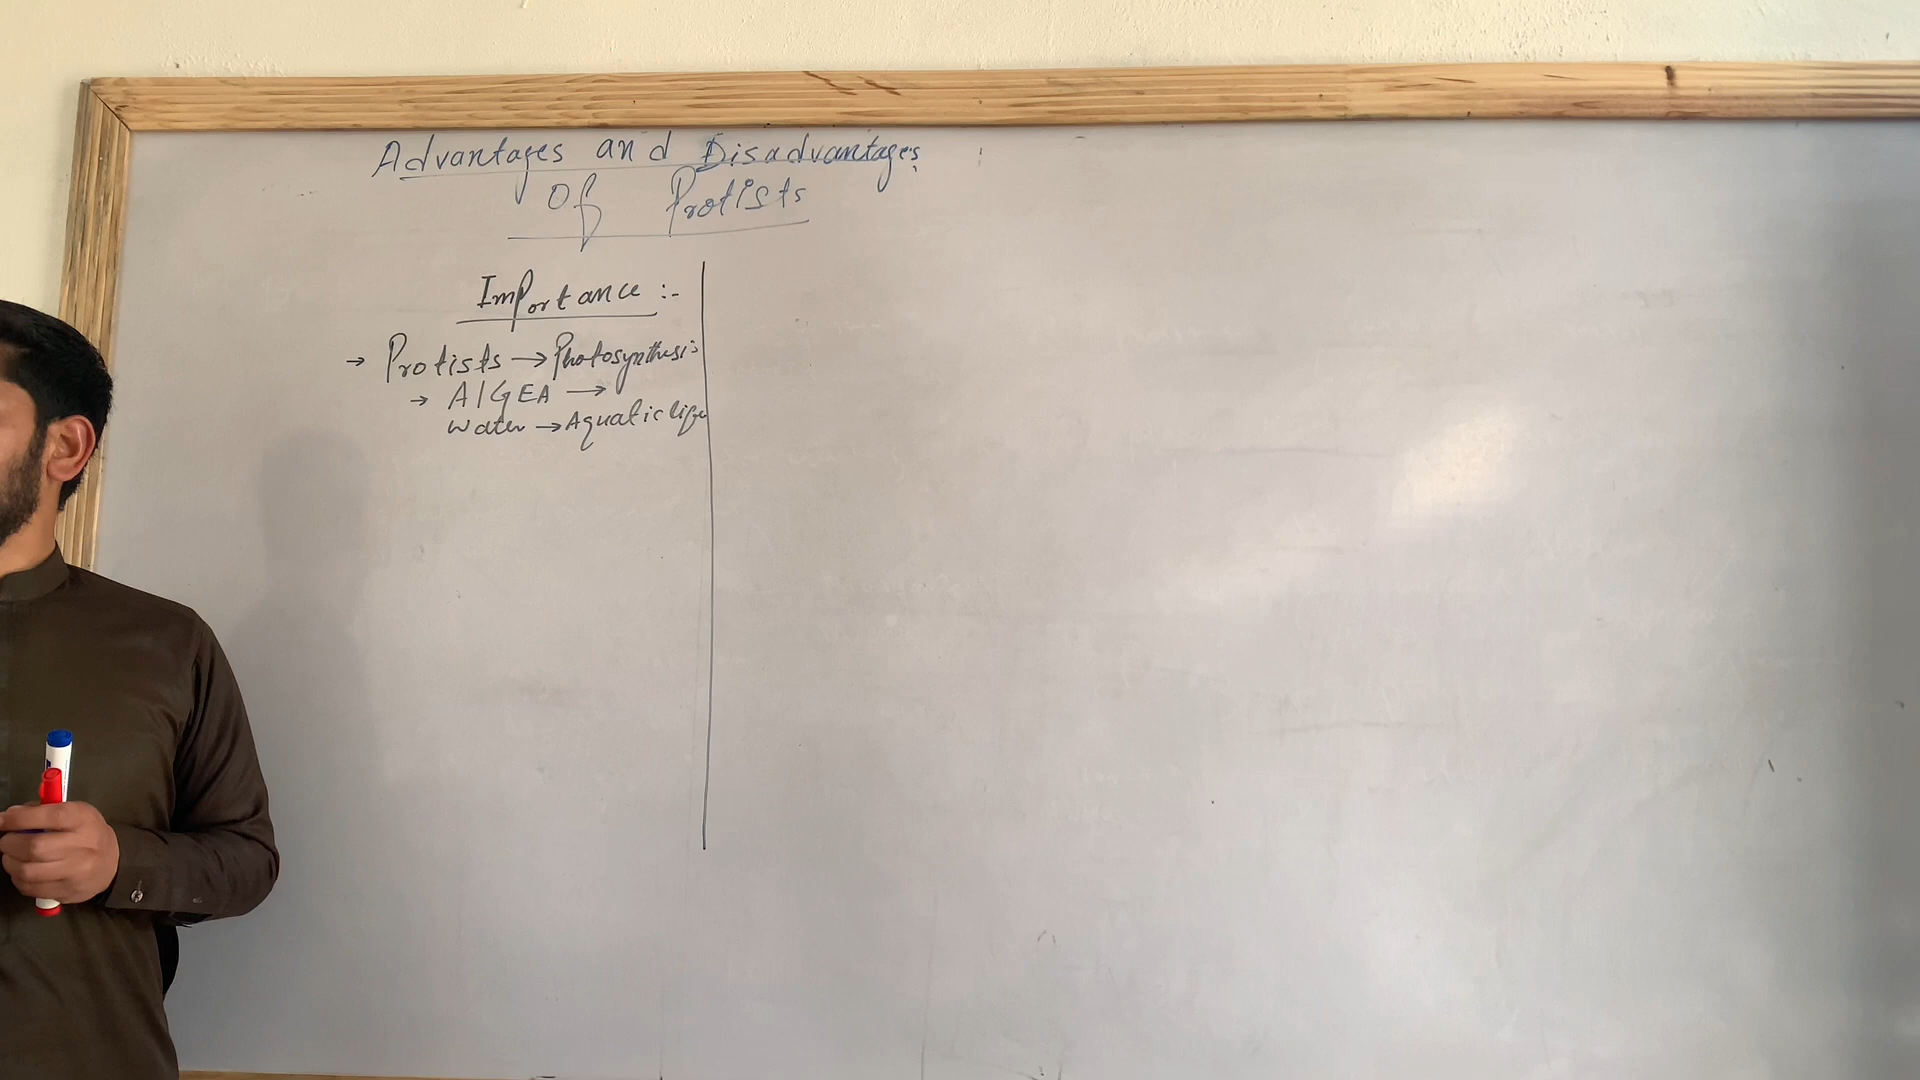 Advantages and Disadvantages
Of Protists
Importance :-
→ Protists → Photosynthesis
→ AlGEA →
Water → Aquatic life